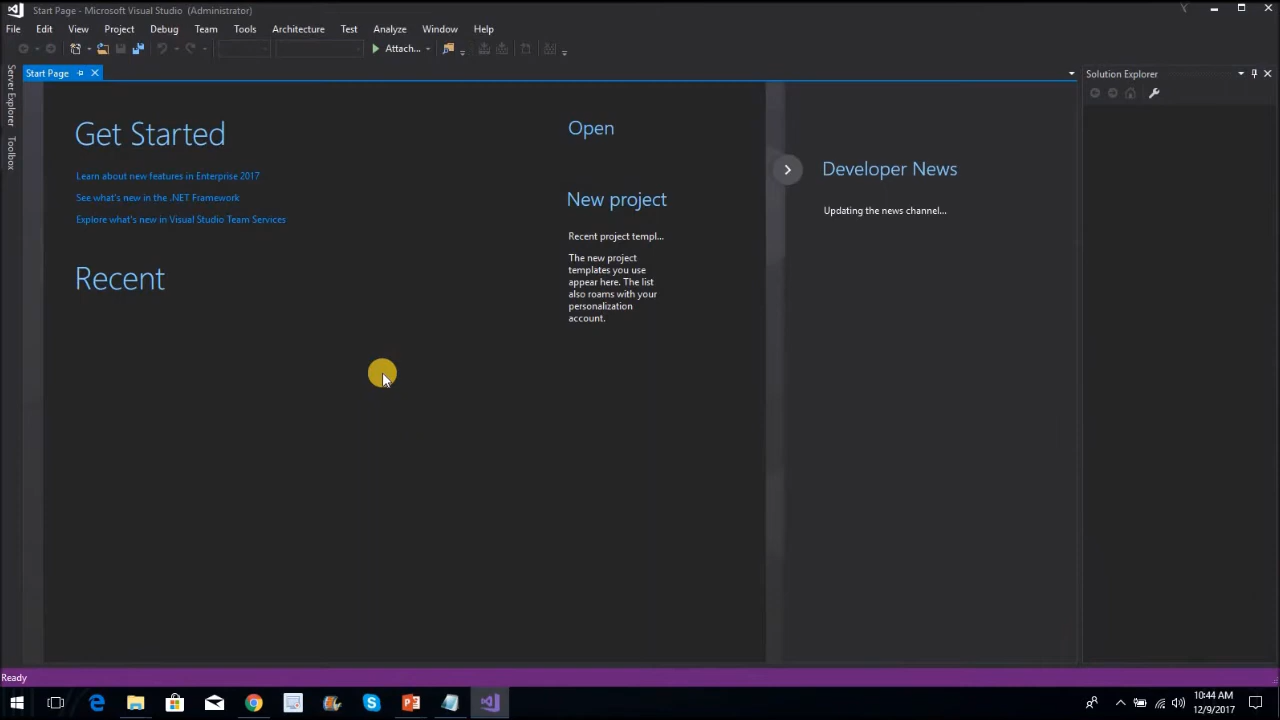 Start Page - Microsoft Visual Studio (Administrator)
File Edit View Project Debug Team Tools Architecture Test Analyze Window Help
Attach...
Server Explorer
Toolbox
Start Page
Solution Explorer
Get Started
Learn about new features in Enterprise 2017
See what's new in the .NET Framework
Explore what's new in Visual Studio Team Services
Recent
Open
New project
Recent project templ...
The new project
templates you use
appear here. The list
also roams with your
personalization
account.
Developer News
Updating the news channel...
Ready
10:44 AM
12/9/2017